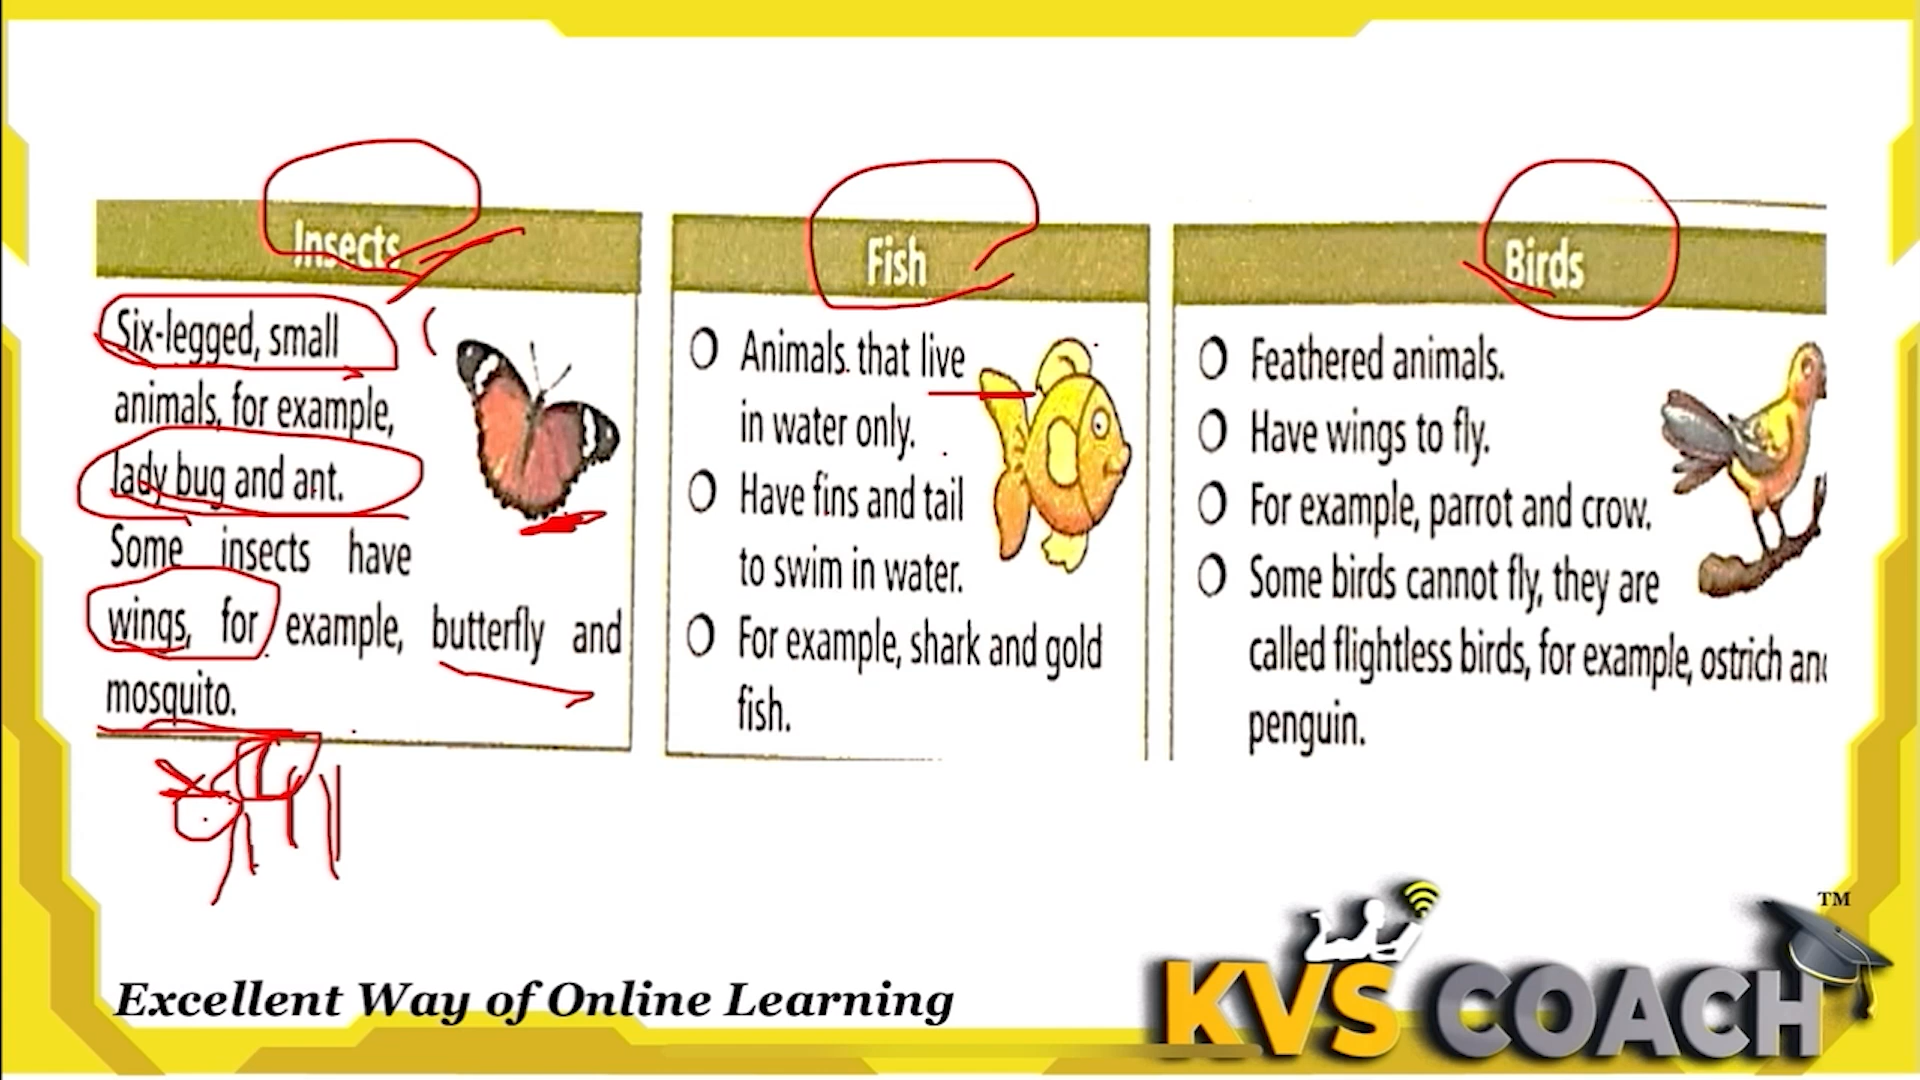 Insects
Six-legged, small
animals, for example,
lady bug and ant.
Some insects have
wings, for example, butterfly and
mosquito.
Fish
Animals that live
in water only.
Have fins and tail
to swim in water.
For example, shark and gold
fish.
Birds
Feathered animals.
Have wings to fly.
For example, parrot and crow.
Some birds cannot fly, they are
called flightless birds, for example, ostrich and
penguin.
Excellent Way of Online Learning
KVS COACH
TM